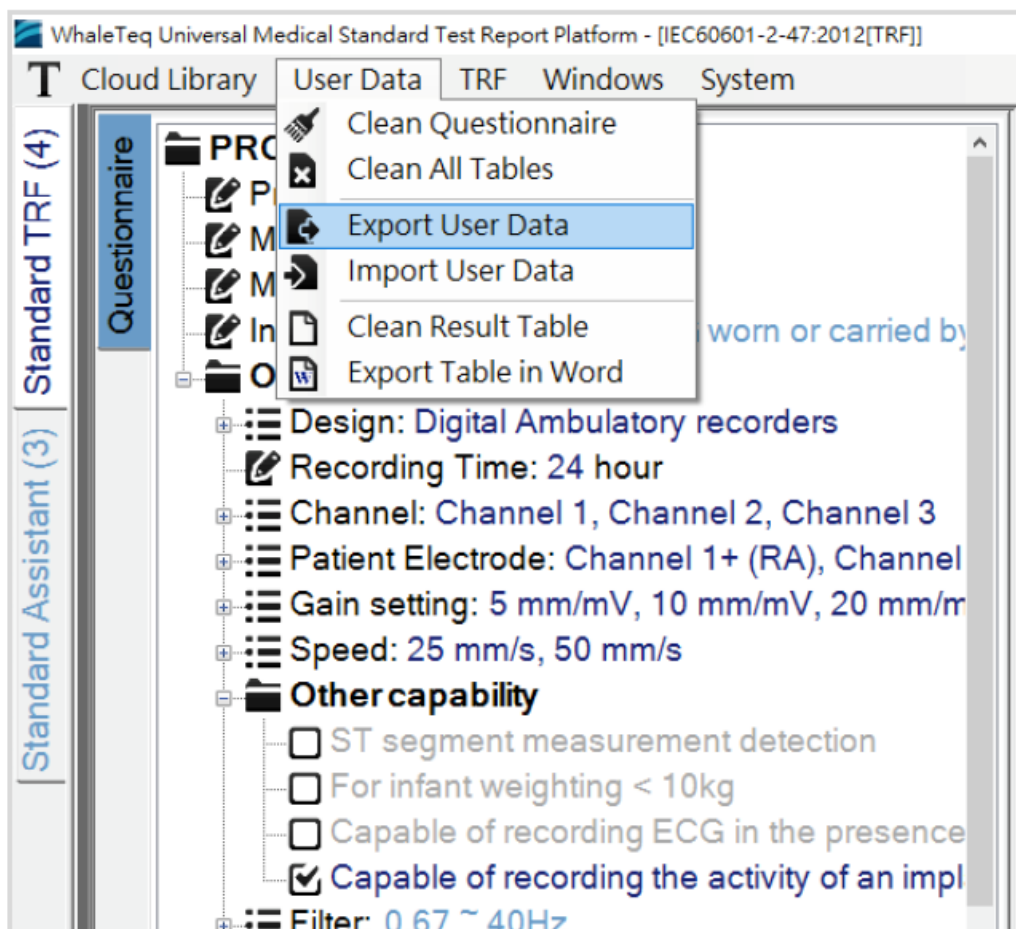 WhaleTeq Universal Medical Standard Test Report Platform - [IEC60601-2-47:2012[TRF]]
T Cloud Library User Data TRF Windows System
Clean Questionnaire
Clean All Tables
Export User Data
Import User Data
Clean Result Table
Export Table in Word
Standard TRF (4)
Standard Assistant (3)
Questionnaire
PRO
P
M
M
In worn or carried by
O
Design: Digital Ambulatory recorders
Recording Time: 24 hour
Channel: Channel 1, Channel 2, Channel 3
Patient Electrode: Channel 1+ (RA), Channel
Gain setting: 5 mm/mV, 10 mm/mV, 20 mm/m
Speed: 25 mm/s, 50 mm/s
Other capability
ST segment measurement detection
For infant weighting < 10kg
Capable of recording ECG in the presence
Capable of recording the activity of an impl
Filter: 0.67 ~ 40Hz